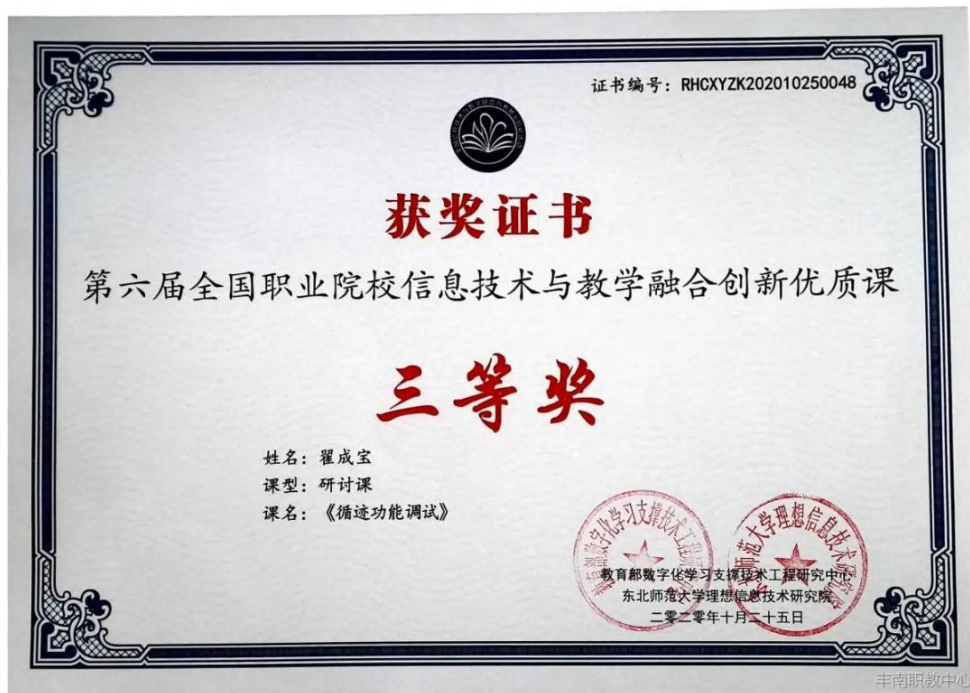 证书编号：RHCXYZK202010250048
获奖证书
第六届全国职业院校信息技术与教学融合创新优质课
三等奖
姓名：翟成宝
课型：研讨课
课名：《循迹功能调试》
教育部数字化学习支撑技术工程研究中心
东北师范大学理想信息技术研究院
二〇二〇年十月二十五日
丰南职教中心